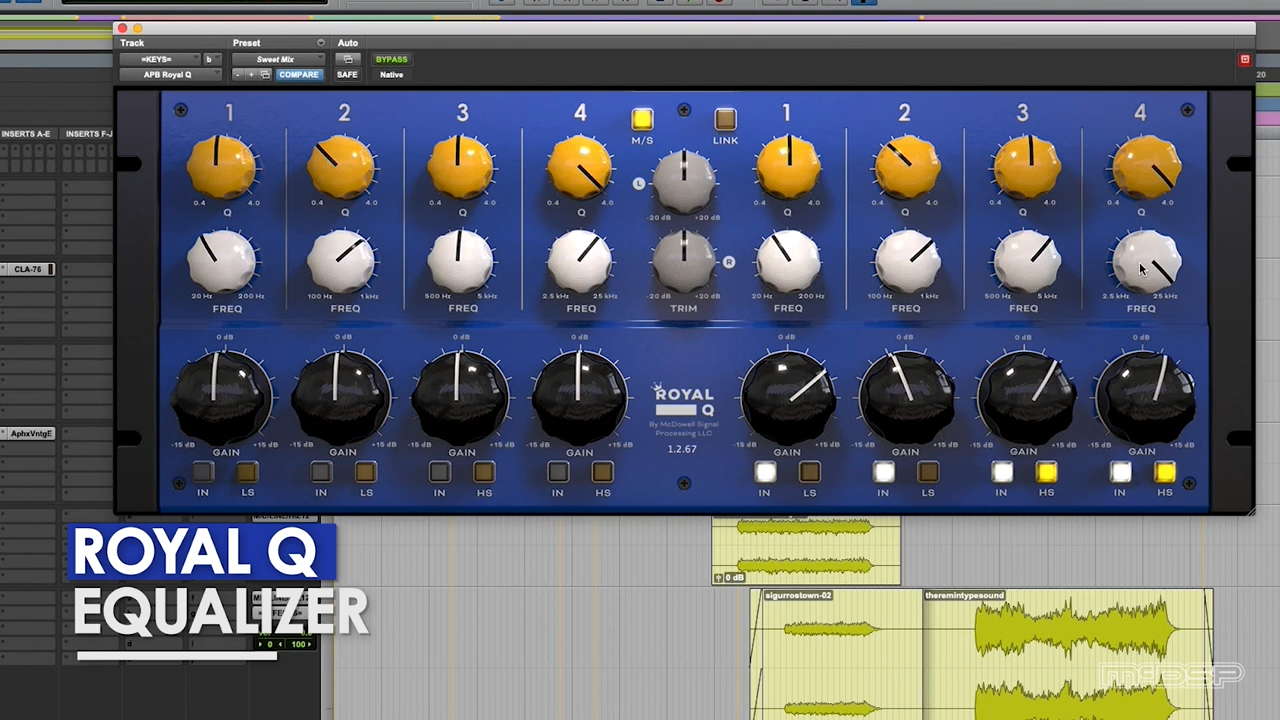 Track Preset Auto
=KEYS= b Sweet Mix BYPASS
APB Royal Q - + COMPARE SAFE Native
20
1 2 3 4 1 2 3 4
INSERTS A-E INSERTS F-J
M/S LINK
L
0.4 4.0 0.4 4.0 0.4 4.0 0.4 4.0 0.4 4.0 0.4 4.0 0.4 4.0 0.4 4.0
Q Q Q Q Q Q Q Q
-20 dB +20 dB
R
CLA-76
20 Hz 200 Hz 100 Hz 1 kHz 500 Hz 5 kHz 2.5 kHz 25 kHz -20 dB +20 dB 20 Hz 200 Hz 100 Hz 1 kHz 500 Hz 5 kHz 2.5 kHz 25 kHz
FREQ FREQ FREQ FREQ TRIM FREQ FREQ FREQ FREQ
0 dB 0 dB 0 dB 0 dB 0 dB 0 dB 0 dB 0 dB
ROYAL
Q
By McDowell Signal
Processing LLC
1.2.67
AphxVntgE
-15 dB +15 dB -15 dB +15 dB -15 dB +15 dB -15 dB +15 dB -15 dB +15 dB -15 dB +15 dB -15 dB +15 dB -15 dB +15 dB
GAIN GAIN GAIN GAIN GAIN GAIN GAIN GAIN
IN LS IN LS IN HS IN HS IN LS IN LS IN HS IN HS
ROYAL Q
EQUALIZER
0 dB
sigurrostown-02 theremintypesound
0 100
McDSP